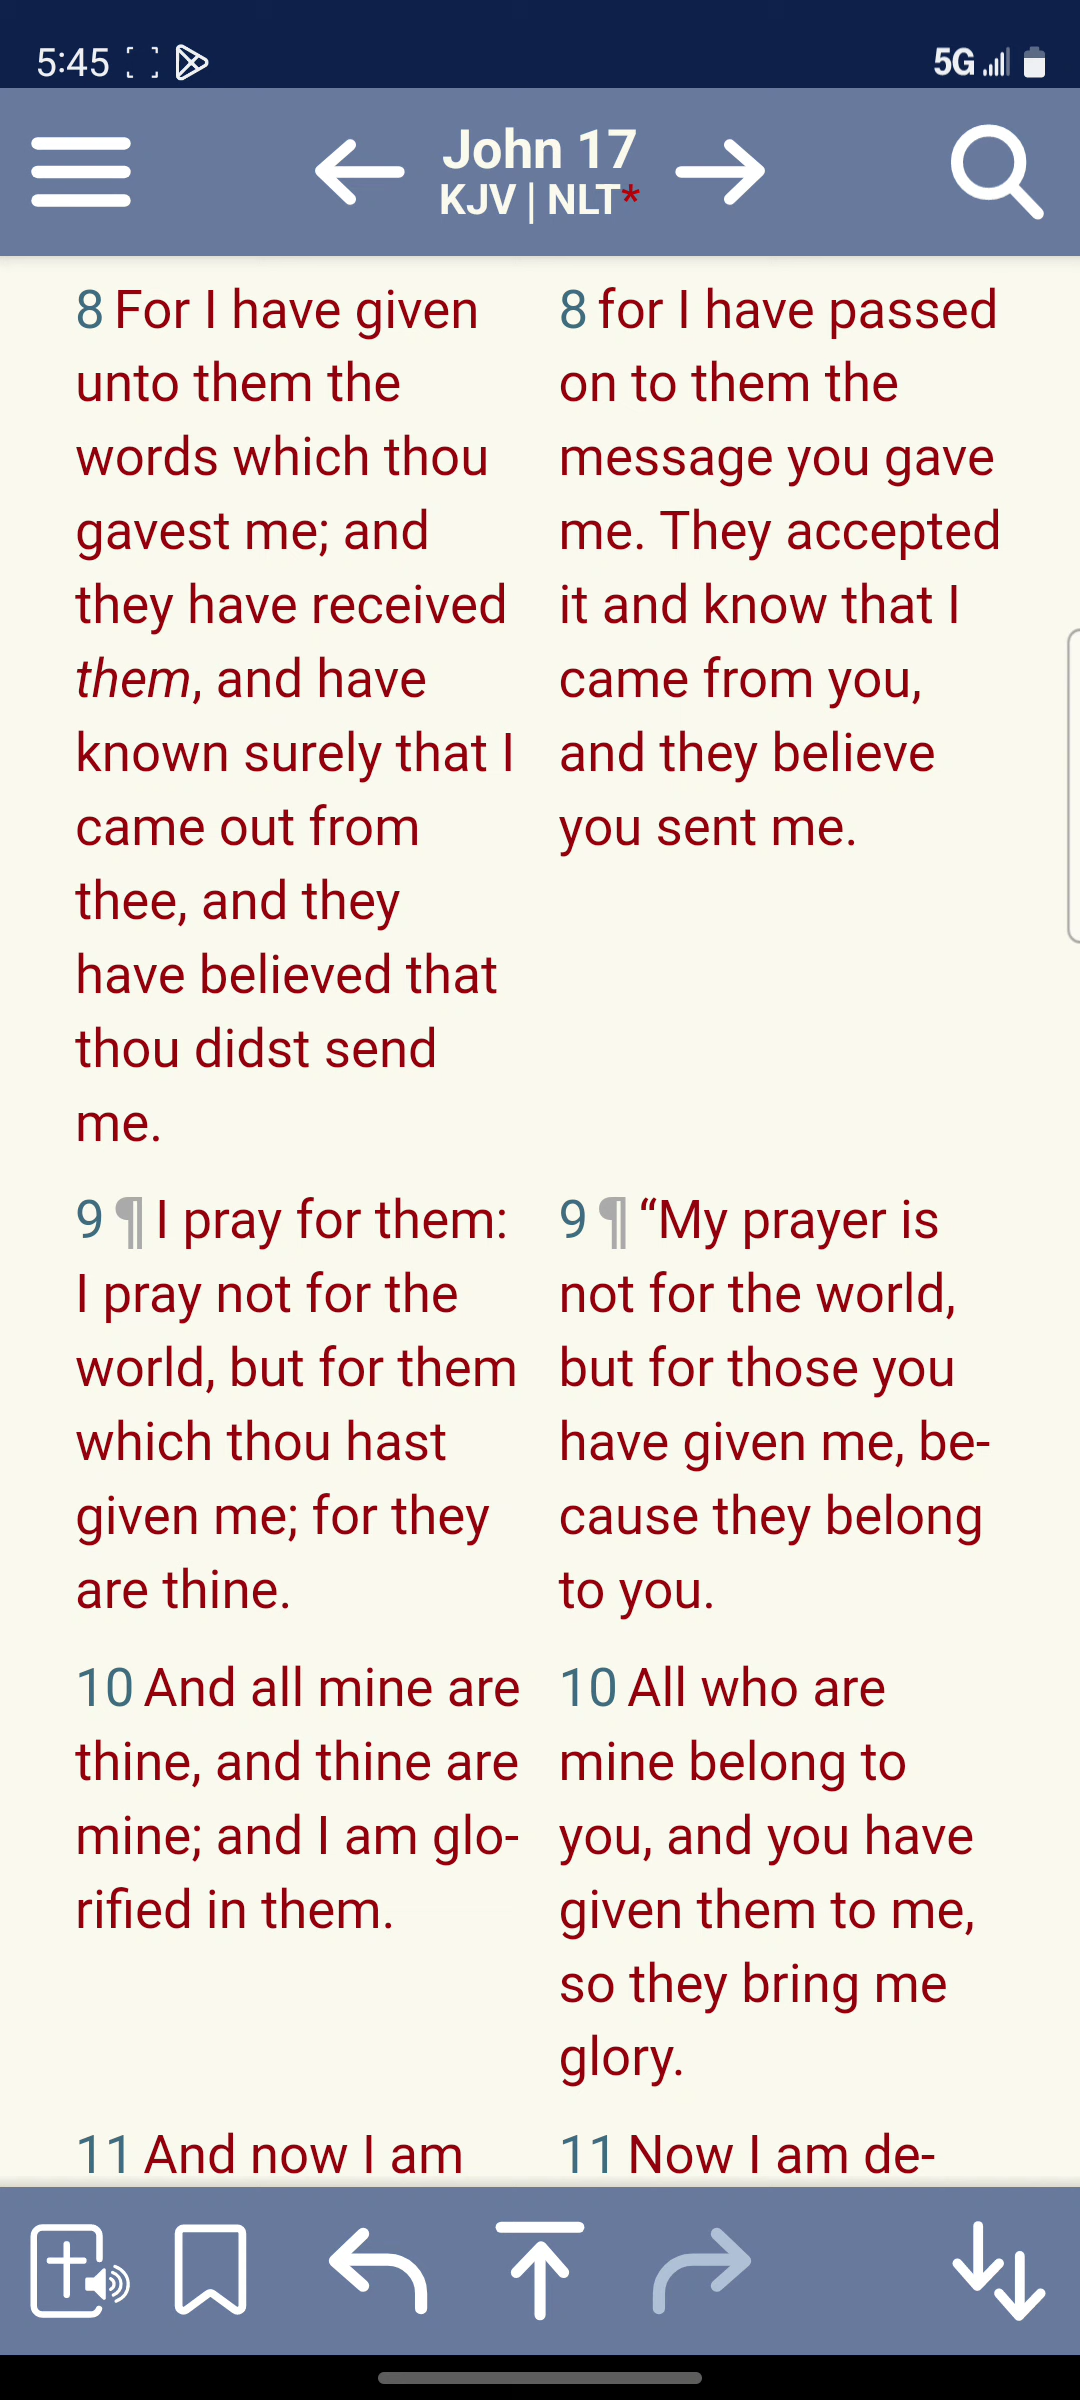 5:45
5G
John 17
KJV | NLT*
8 For I have given
unto them the
words which thou
gavest me; and
they have received
them, and have
known surely that I
came out from
thee, and they
have believed that
thou didst send
me.
8 for I have passed
on to them the
message you gave
me. They accepted
it and know that I
came from you,
and they believe
you sent me.
9 ¶ I pray for them:
I pray not for the
world, but for them
which thou hast
given me; for they
are thine.
9 ¶ “My prayer is
not for the world,
but for those you
have given me, be-
cause they belong
to you.
10 And all mine are
thine, and thine are
mine; and I am glo-
rified in them.
10 All who are
mine belong to
you, and you have
given them to me,
so they bring me
glory.
11 And now I am
11 Now I am de-